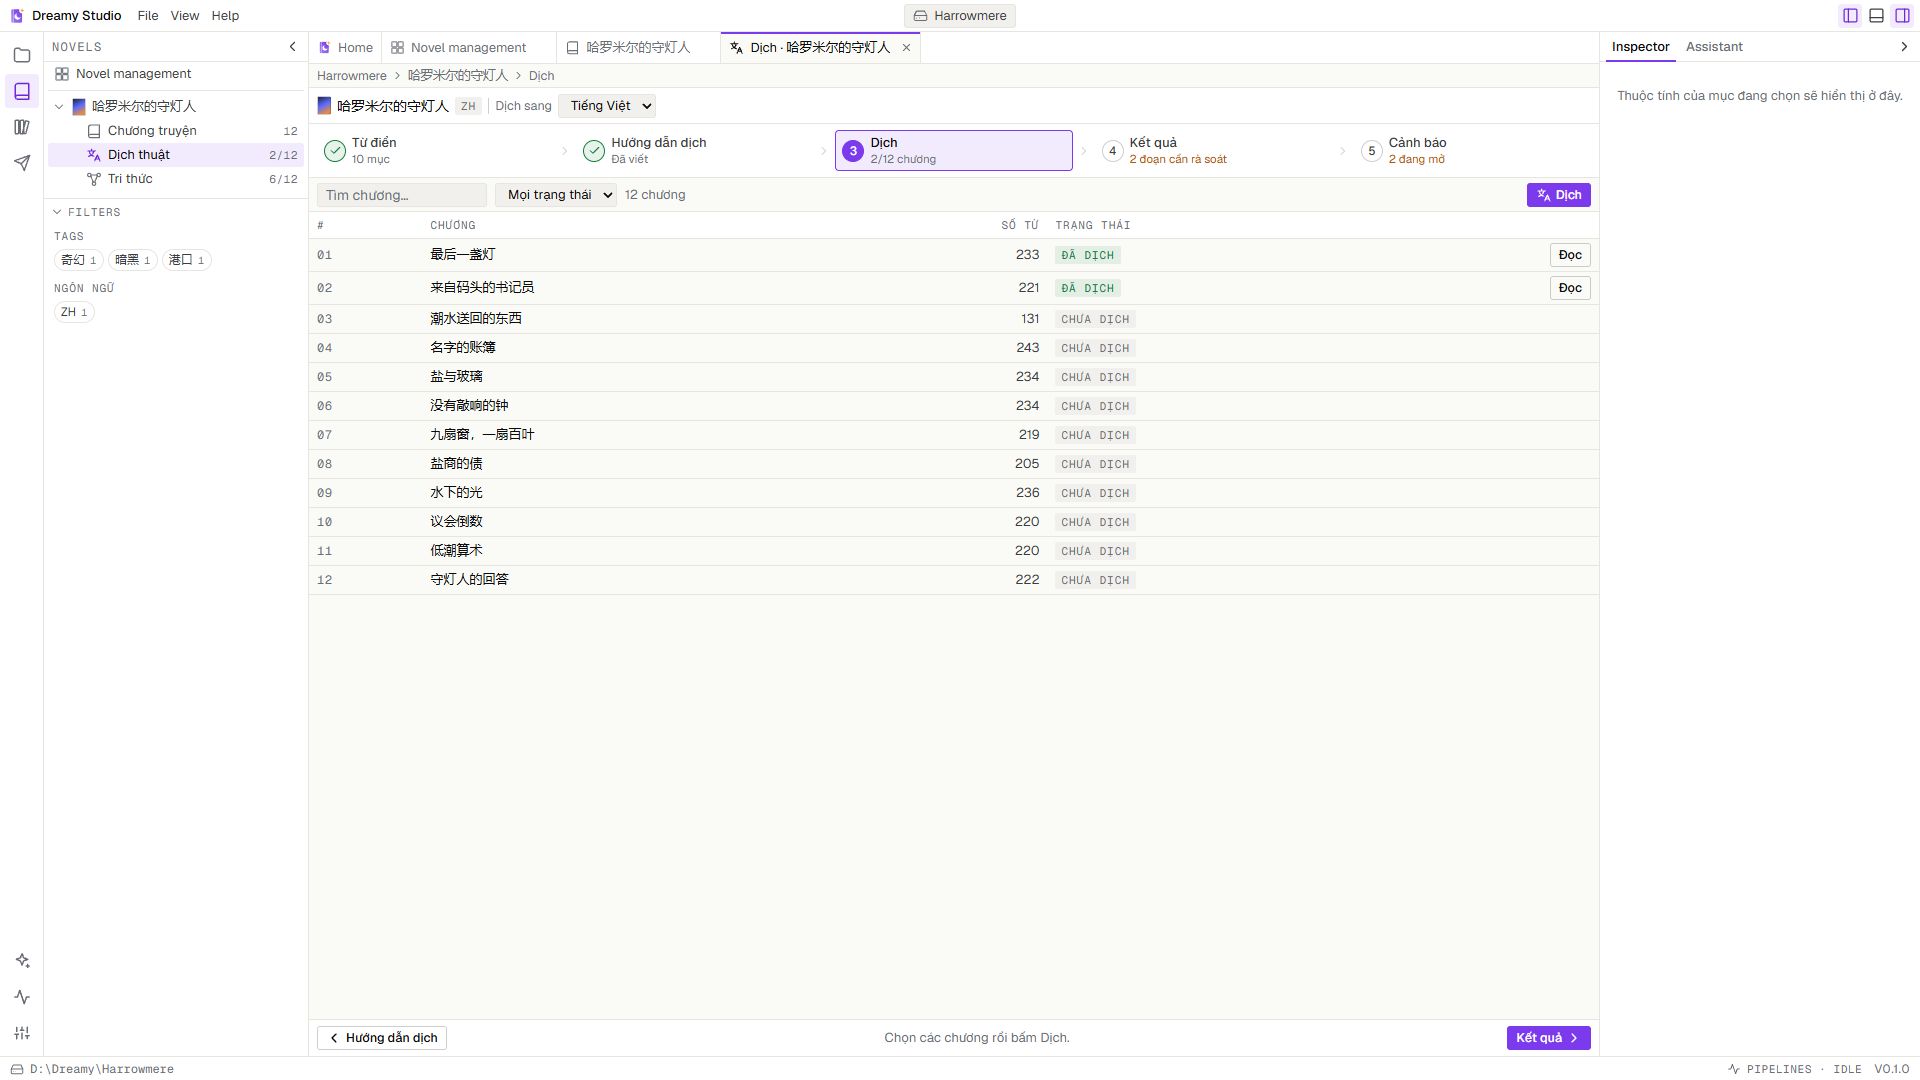 Dreamy Studio File View Help
Harrowmere
NOVELS
Novel management
哈罗米尔的守灯人
Chương truyện 12
Dịch thuật 2/12
Tri thức 6/12
FILTERS
TAGS
奇幻 1 暗黑 1 港口 1
NGÔN NGỮ
ZH 1
Home Novel management 哈罗米尔的守灯人 Dịch · 哈罗米尔的守灯人
Harrowmere 哈罗米尔的守灯人 Dịch
哈罗米尔的守灯人 ZH Dịch sang Tiếng Việt
Từ điển
10 mục
Hướng dẫn dịch
Đã viết
3 Dịch
2/12 chương
4 Kết quả
2 đoạn cần rà soát
5 Cảnh báo
2 đang mở
Tìm chương... Mọi trạng thái 12 chương Dịch
# CHƯƠNG SỐ TỪ TRẠNG THÁI
01 最后一盏灯 233 ĐÃ DỊCH Đọc
02 来自码头的书记员 221 ĐÃ DỊCH Đọc
03 潮水送回的东西 131 CHƯA DỊCH
04 名字的账簿 243 CHƯA DỊCH
05 盐与玻璃 234 CHƯA DỊCH
06 没有敲响的钟 234 CHƯA DỊCH
07 九扇窗，一扇百叶 219 CHƯA DỊCH
08 盐商的债 205 CHƯA DỊCH
09 水下的光 236 CHƯA DỊCH
10 议会倒数 220 CHƯA DỊCH
11 低潮算术 220 CHƯA DỊCH
12 守灯人的回答 222 CHƯA DỊCH
Hướng dẫn dịch Chọn các chương rồi bấm Dịch. Kết quả
Inspector Assistant
Thuộc tính của mục đang chọn sẽ hiển thị ở đây.
D:\Dreamy\Harrowmere PIPELINES · IDLE V0.1.0